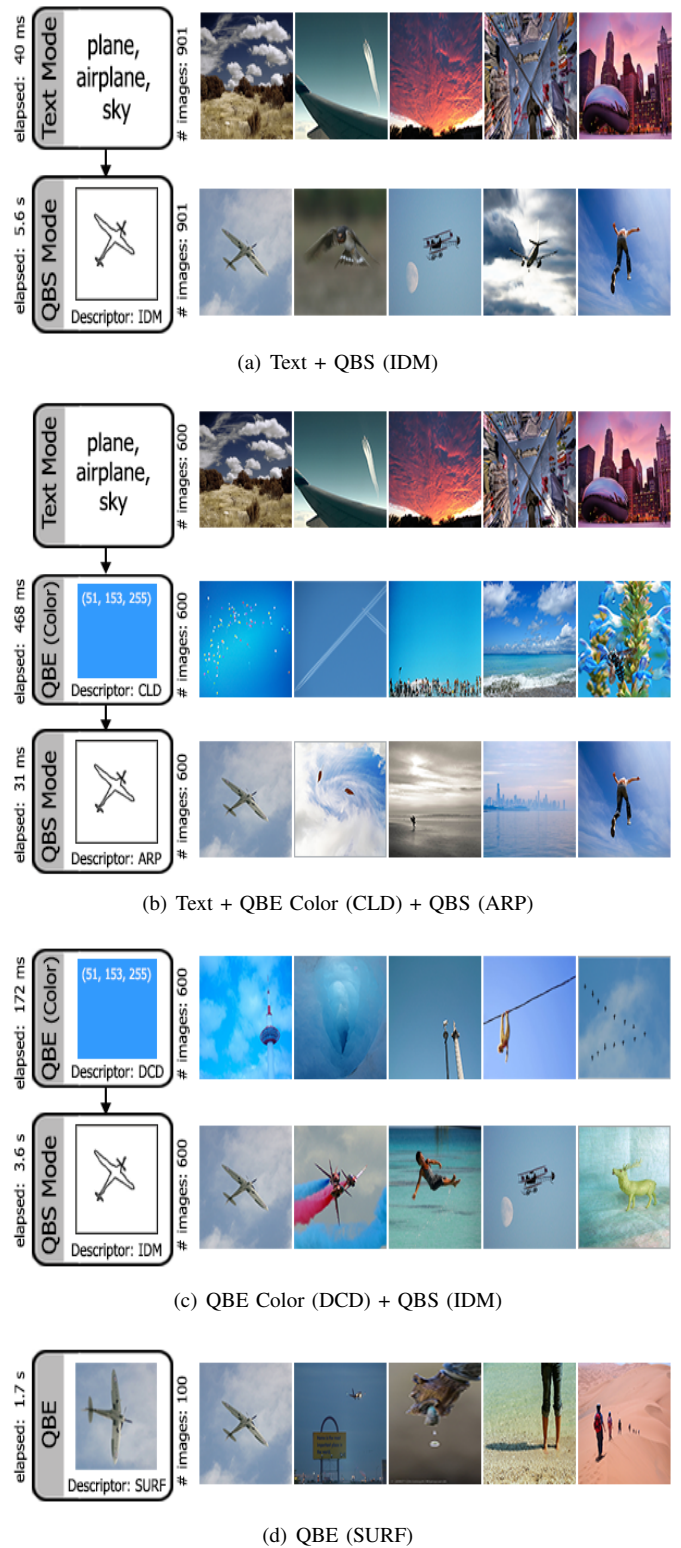 elapsed: 40 ms
Text Mode
plane,
airplane,
sky
# images: 901
elapsed: 5.6 s
QBS Mode
Descriptor: IDM
# images: 901
(a) Text + QBS (IDM)
Text Mode
plane,
airplane,
sky
# images: 600
elapsed: 468 ms
QBE (Color)
(51, 153, 255)
Descriptor: CLD
# images: 600
elapsed: 31 ms
QBS Mode
Descriptor: ARP
# images: 600
(b) Text + QBE Color (CLD) + QBS (ARP)
elapsed: 172 ms
QBE (Color)
(51, 153, 255)
Descriptor: DCD
# images: 600
elapsed: 3.6 s
QBS Mode
Descriptor: IDM
# images: 600
(c) QBE Color (DCD) + QBS (IDM)
elapsed: 1.7 s
QBE
Descriptor: SURF
# images: 100
(d) QBE (SURF)